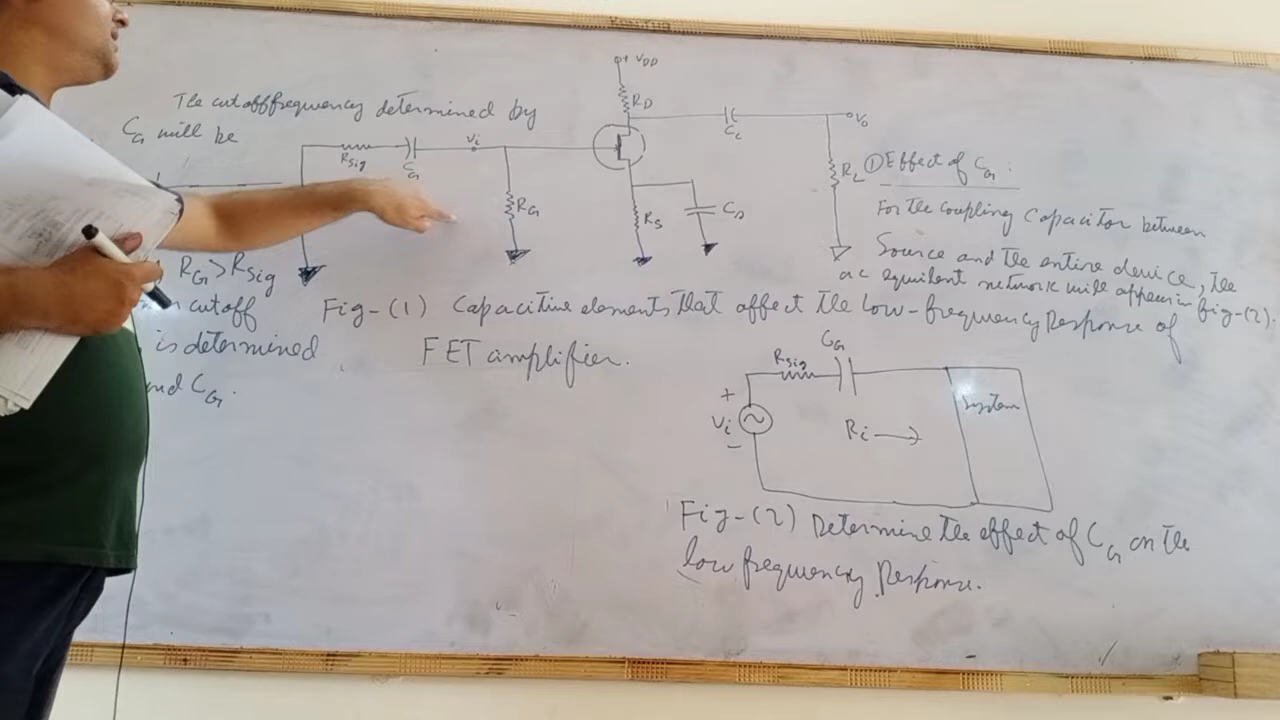 The cutoff frequency determined by
CG will be
RG > RSig
cutoff
is determined
and CG.
+ VDD
RD
CC
Vo
RSig
CG
Vi
RG
RS
CS
RL
① Effect of CG:
For the coupling Capacitor between
Source and the entire device, the
ac equilent network will appear in fig-(2).
Fig-(1) Capacitive elements that affect the low-frequency Response of
FET amplifier.
RSig
CG
+
Vi
-
Ri
System
Fig-(2) Determine the effect of CG on the
low frequency Response.